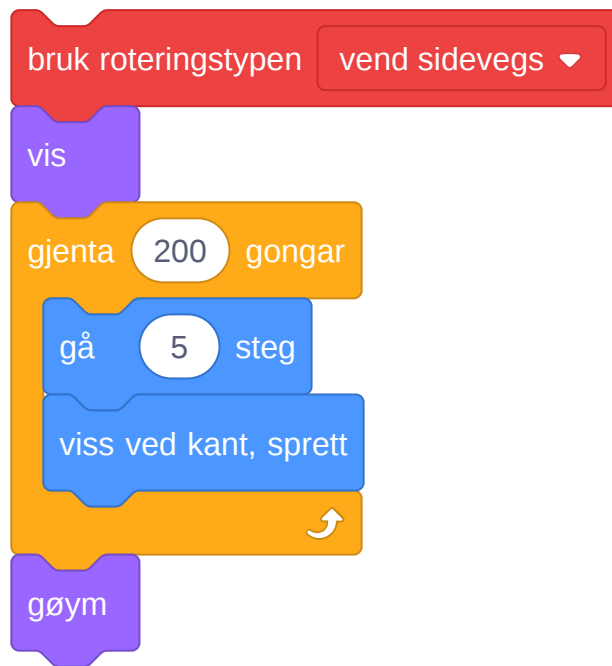 bruk roteringstypen vend sidevegs
vis
gjenta 200 gongar
gå 5 steg
viss ved kant, sprett
gøym